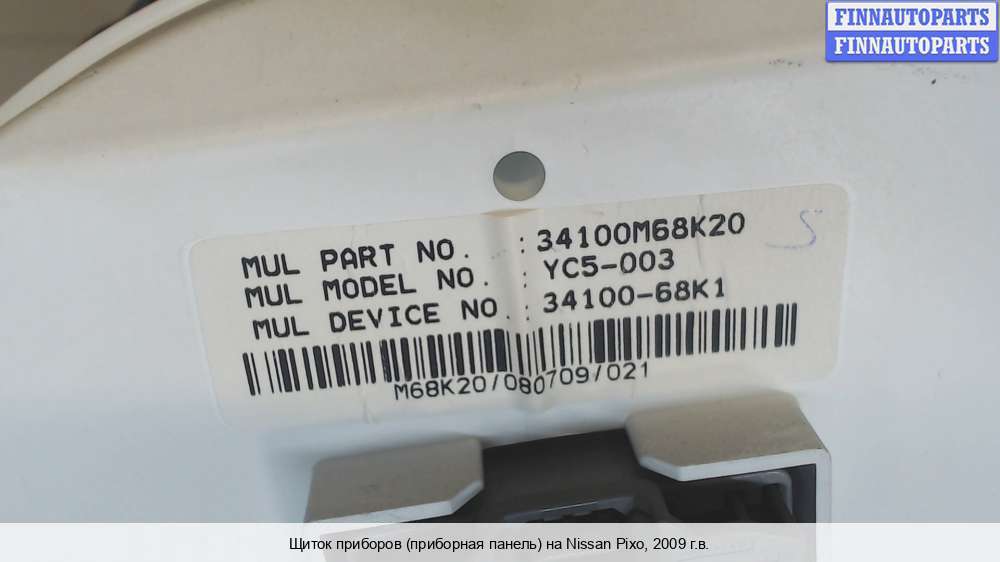 FINNAUTOPARTS
FINNAUTOPARTS
MUL PART NO. : 34100M68K20
MUL MODEL NO. : YC5-003
MUL DEVICE NO. : 34100-68K1
M68K20/080709/021
Щиток приборов (приборная панель) на Nissan Pixo, 2009 г.в.